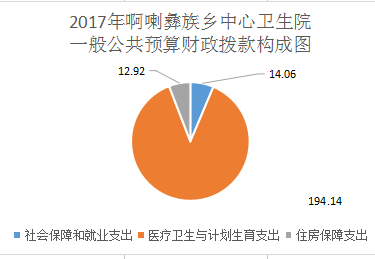 2017年啊喇彝族乡中心卫生院
一般公共预算财政拨款构成图
12.92
14.06
194.14
社会保障和就业支出 医疗卫生与计划生育支出 住房保障支出